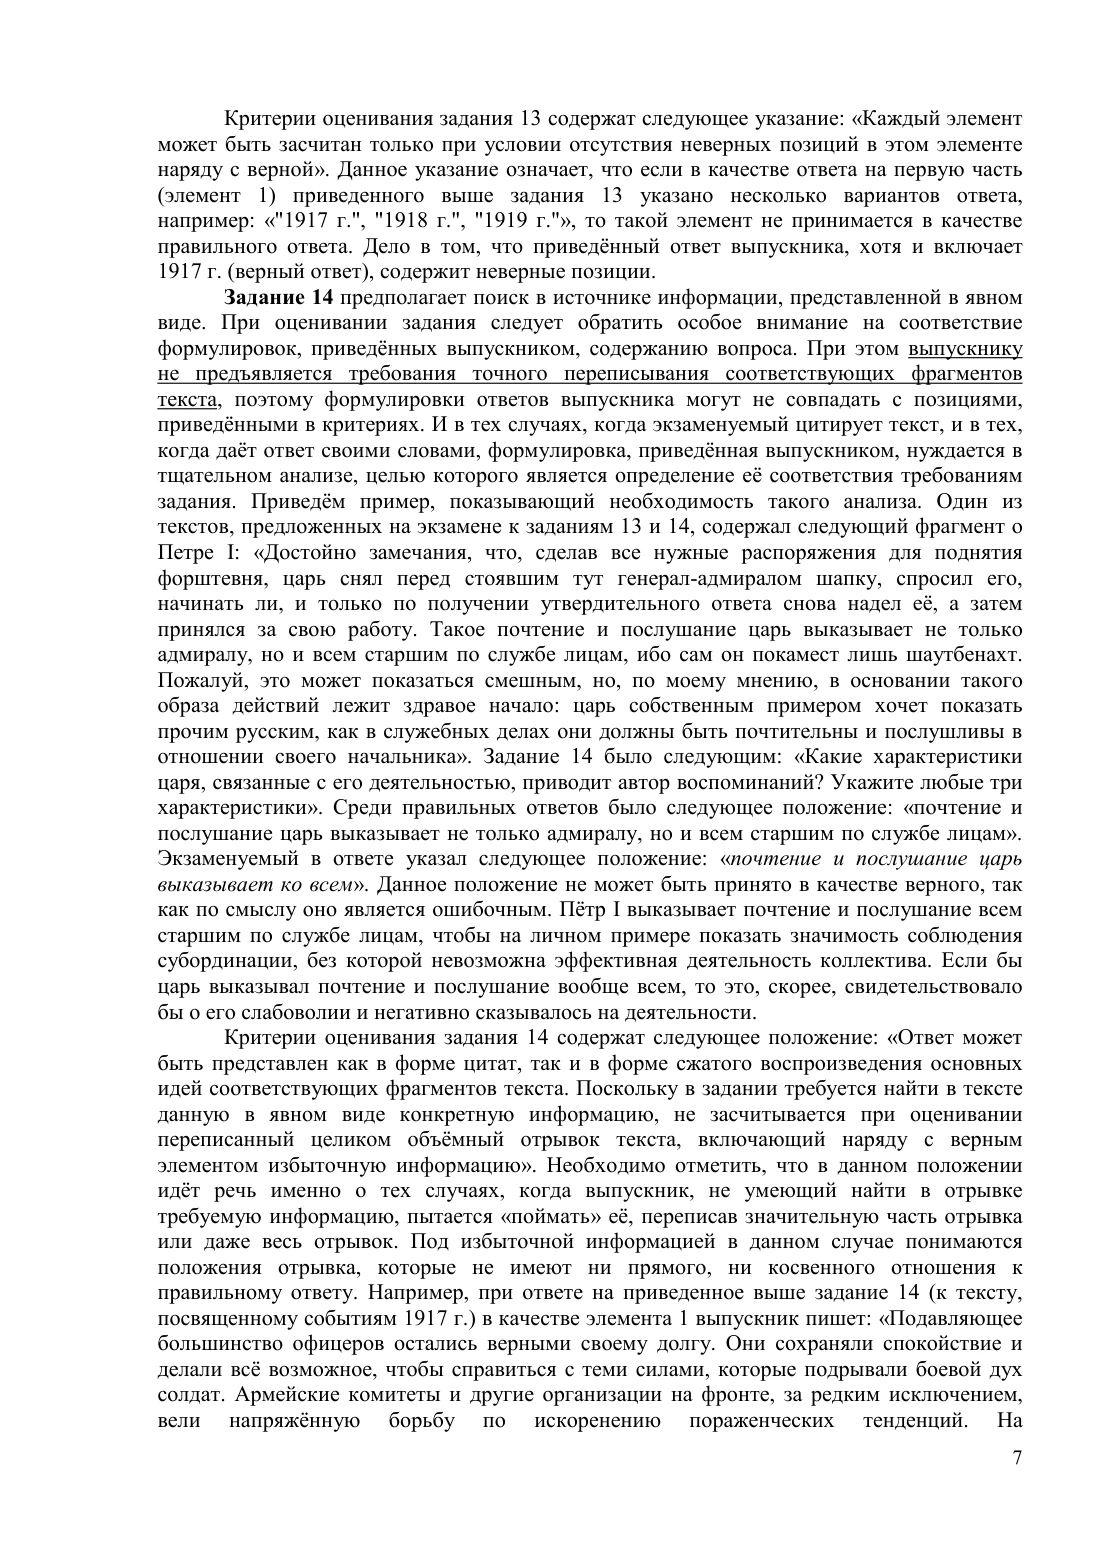 Критерии оценивания задания 13 содержат следующее указание: «Каждый элемент
может быть засчитан только при условии отсутствия неверных позиций в этом элементе
наряду с верной». Данное указание означает, что если в качестве ответа на первую часть
(элемент 1) приведенного выше задания 13 указано несколько вариантов ответа,
например: «"1917 г.", "1918 г.", "1919 г."», то такой элемент не принимается в качестве
правильного ответа. Дело в том, что приведённый ответ выпускника, хотя и включает
1917 г. (верный ответ), содержит неверные позиции.
Задание 14 предполагает поиск в источнике информации, представленной в явном
виде. При оценивании задания следует обратить особое внимание на соответствие
формулировок, приведённых выпускником, содержанию вопроса. При этом выпускнику
не предъявляется требования точного переписывания соответствующих фрагментов
текста, поэтому формулировки ответов выпускника могут не совпадать с позициями,
приведёнными в критериях. И в тех случаях, когда экзаменуемый цитирует текст, и в тех,
когда даёт ответ своими словами, формулировка, приведённая выпускником, нуждается в
тщательном анализе, целью которого является определение её соответствия требованиям
задания. Приведём пример, показывающий необходимость такого анализа. Один из
текстов, предложенных на экзамене к заданиям 13 и 14, содержал следующий фрагмент о
Петре I: «Достойно замечания, что, сделав все нужные распоряжения для поднятия
форштевня, царь снял перед стоявшим тут генерал-адмиралом шапку, спросил его,
начинать ли, и только по получении утвердительного ответа снова надел её, а затем
принялся за свою работу. Такое почтение и послушание царь выказывает не только
адмиралу, но и всем старшим по службе лицам, ибо сам он покамест лишь шаутбенахт.
Пожалуй, это может показаться смешным, но, по моему мнению, в основании такого
образа действий лежит здравое начало: царь собственным примером хочет показать
прочим русским, как в служебных делах они должны быть почтительны и послушливы в
отношении своего начальника». Задание 14 было следующим: «Какие характеристики
царя, связанные с его деятельностью, приводит автор воспоминаний? Укажите любые три
характеристики». Среди правильных ответов было следующее положение: «почтение и
послушание царь выказывает не только адмиралу, но и всем старшим по службе лицам».
Экзаменуемый в ответе указал следующее положение: «почтение и послушание царь
выказывает ко всем». Данное положение не может быть принято в качестве верного, так
как по смыслу оно является ошибочным. Пётр I выказывает почтение и послушание всем
старшим по службе лицам, чтобы на личном примере показать значимость соблюдения
субординации, без которой невозможна эффективная деятельность коллектива. Если бы
царь выказывал почтение и послушание вообще всем, то это, скорее, свидетельствовало
бы о его слабоволии и негативно сказывалось на деятельности.
Критерии оценивания задания 14 содержат следующее положение: «Ответ может
быть представлен как в форме цитат, так и в форме сжатого воспроизведения основных
идей соответствующих фрагментов текста. Поскольку в задании требуется найти в тексте
данную в явном виде конкретную информацию, не засчитывается при оценивании
переписанный целиком объёмный отрывок текста, включающий наряду с верным
элементом избыточную информацию». Необходимо отметить, что в данном положении
идёт речь именно о тех случаях, когда выпускник, не умеющий найти в отрывке
требуемую информацию, пытается «поймать» её, переписав значительную часть отрывка
или даже весь отрывок. Под избыточной информацией в данном случае понимаются
положения отрывка, которые не имеют ни прямого, ни косвенного отношения к
правильному ответу. Например, при ответе на приведенное выше задание 14 (к тексту,
посвященному событиям 1917 г.) в качестве элемента 1 выпускник пишет: «Подавляющее
большинство офицеров остались верными своему долгу. Они сохраняли спокойствие и
делали всё возможное, чтобы справиться с теми силами, которые подрывали боевой дух
солдат. Армейские комитеты и другие организации на фронте, за редким исключением,
вели напряжённую борьбу по искоренению пораженческих тенденций. На
7